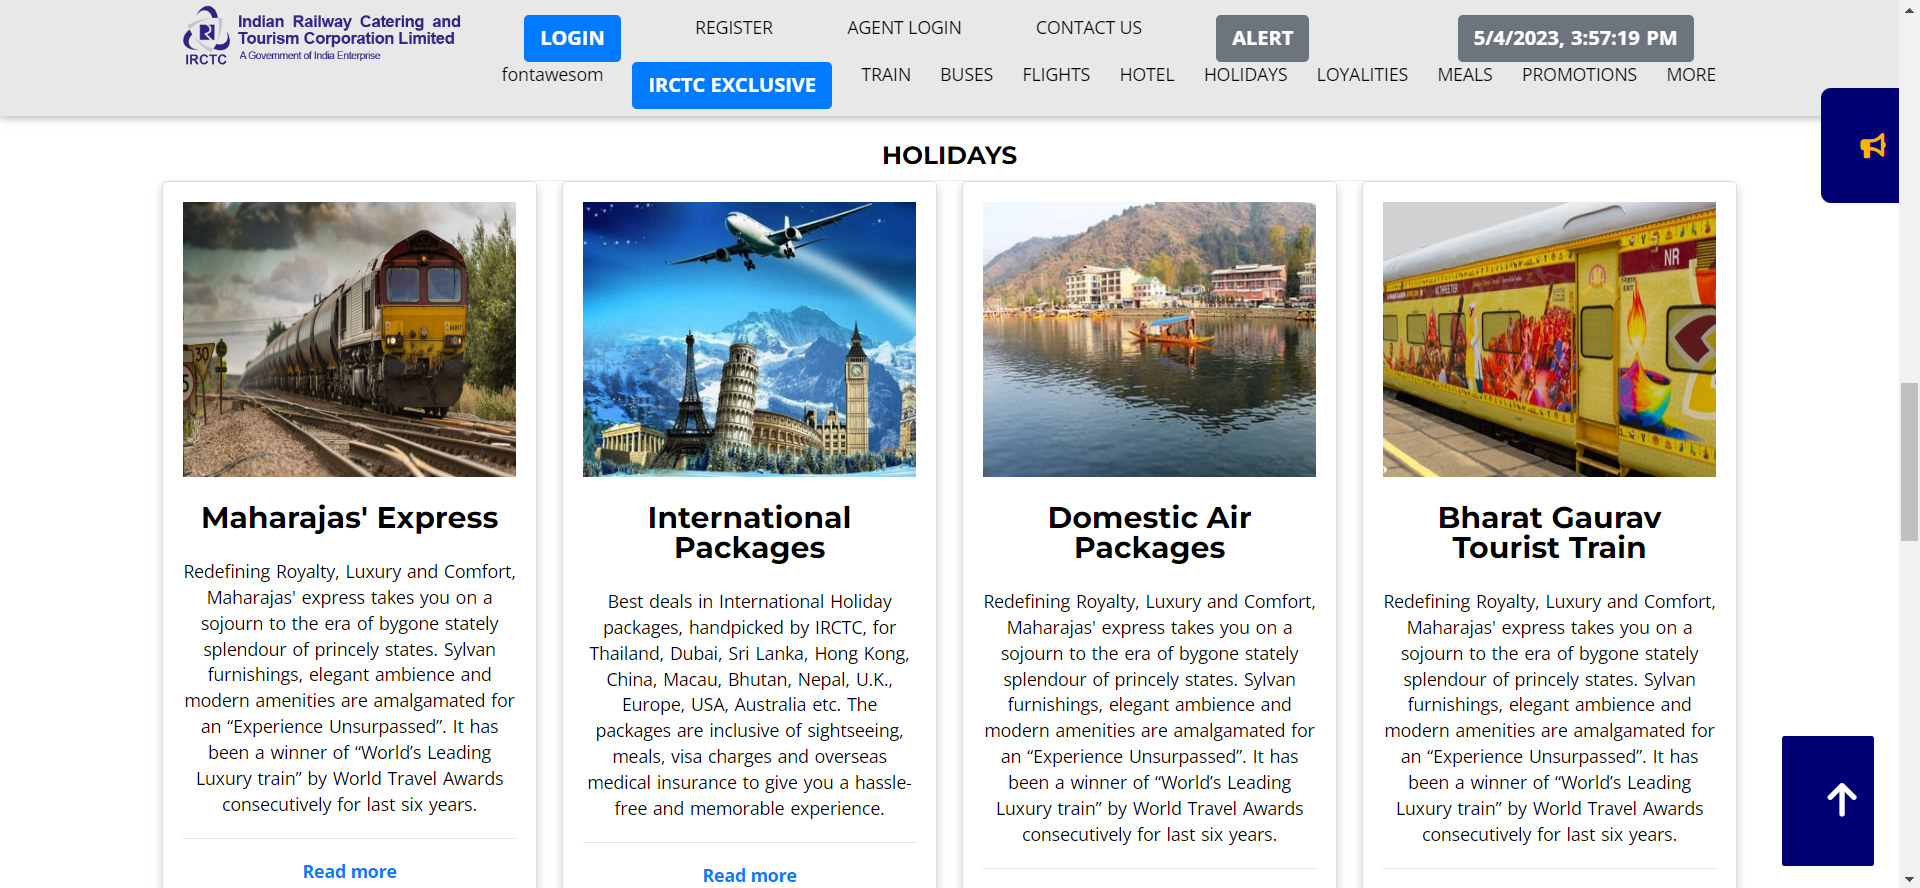 Indian Railway Catering and
Tourism Corporation Limited
A Government of India Enterprise
IRCTC
LOGIN
REGISTER
AGENT LOGIN
CONTACT US
ALERT
5/4/2023, 3:57:19 PM
fontawesom
IRCTC EXCLUSIVE
TRAIN
BUSES
FLIGHTS
HOTEL
HOLIDAYS
LOYALITIES
MEALS
PROMOTIONS
MORE
HOLIDAYS
30
5
Maharajas' Express
Redefining Royalty, Luxury and Comfort,
Maharajas' express takes you on a
sojourn to the era of bygone stately
splendour of princely states. Sylvan
furnishings, elegant ambience and
modern amenities are amalgamated for
an “Experience Unsurpassed”. It has
been a winner of “World’s Leading
Luxury train” by World Travel Awards
consecutively for last six years.
Read more
International
Packages
Best deals in International Holiday
packages, handpicked by IRCTC, for
Thailand, Dubai, Sri Lanka, Hong Kong,
China, Macau, Bhutan, Nepal, U.K.,
Europe, USA, Australia etc. The
packages are inclusive of sightseeing,
meals, visa charges and overseas
medical insurance to give you a hassle-
free and memorable experience.
Read more
Domestic Air
Packages
Redefining Royalty, Luxury and Comfort,
Maharajas' express takes you on a
sojourn to the era of bygone stately
splendour of princely states. Sylvan
furnishings, elegant ambience and
modern amenities are amalgamated for
an “Experience Unsurpassed”. It has
been a winner of “World’s Leading
Luxury train” by World Travel Awards
consecutively for last six years.
NR
AC THREE TIER
EXIT
Bharat Gaurav
Tourist Train
Redefining Royalty, Luxury and Comfort,
Maharajas' express takes you on a
sojourn to the era of bygone stately
splendour of princely states. Sylvan
furnishings, elegant ambience and
modern amenities are amalgamated for
an “Experience Unsurpassed”. It has
been a winner of “World’s Leading
Luxury train” by World Travel Awards
consecutively for last six years.